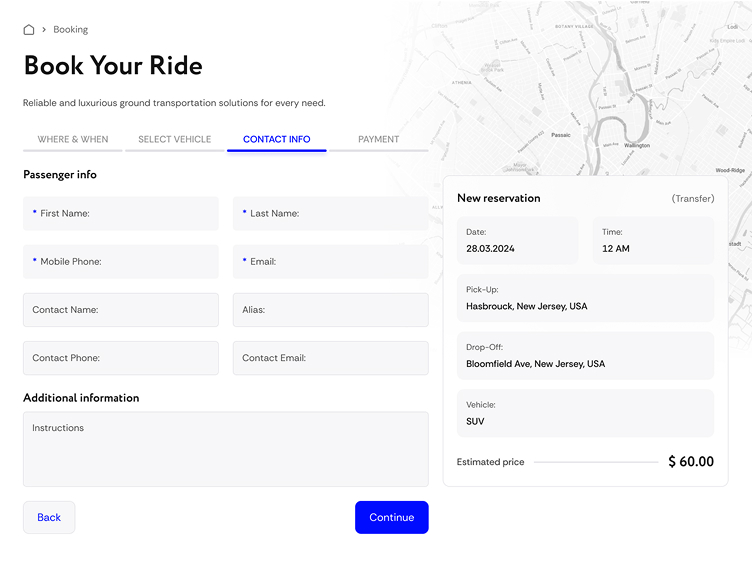 Booking
Book Your Ride
Reliable and luxurious ground transportation solutions for every need.
WHERE & WHEN
SELECT VEHICLE
CONTACT INFO
PAYMENT
Passenger info
* First Name:
* Last Name:
* Mobile Phone:
* Email:
Contact Name:
Alias:
Contact Phone:
Contact Email:
Additional information
Instructions
Back
Continue
BOTANY VILLAGE
Lodi
ATHENIA
Passaic
Wallington
Wood-Ridge
New reservation
(Transfer)
Date:
28.03.2024
Time:
12 AM
Pick-Up:
Hasbrouck, New Jersey, USA
Drop-Off:
Bloomfield Ave, New Jersey, USA
Vehicle:
SUV
Estimated price
$ 60.00